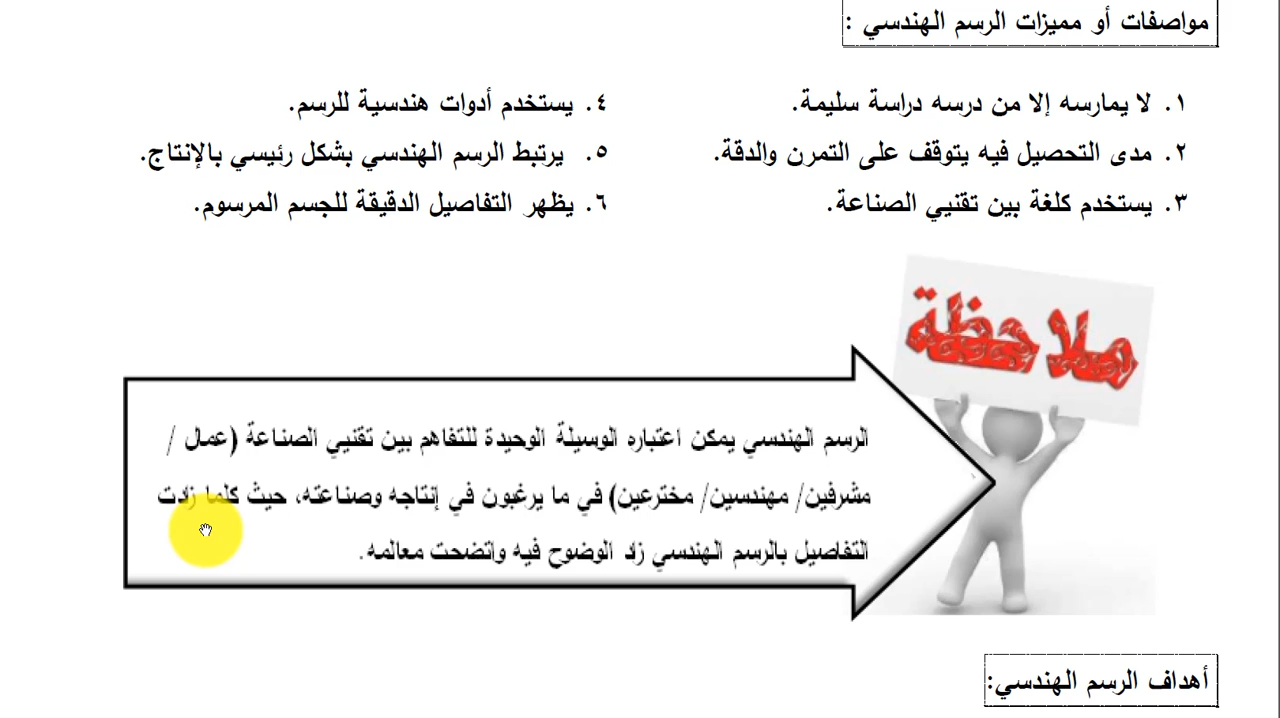 مواصفات أو مميزات الرسم الهندسي :
١. لا يمارسه إلا من درسه دراسة سليمة.
٢. مدى التحصيل فيه يتوقف على التمرن والدقة.
٣. يستخدم كلغة بين تقنيي الصناعة.
٤. يستخدم أدوات هندسية للرسم.
٥. يرتبط الرسم الهندسي بشكل رئيسي بالإنتاج.
٦. يظهر التفاصيل الدقيقة للجسم المرسوم.
ملاحظة
الرسم الهندسي يمكن اعتباره الوسيلة الوحيدة للتفاهم بين تقنيي الصناعة (عمال /
مشرفين/ مهندسين/ مخترعين) في ما يرغبون في إنتاجه وصناعته، حيث كلما زادت
التفاصيل بالرسم الهندسي زاد الوضوح فيه واتضحت معالمه.
أهداف الرسم الهندسي: